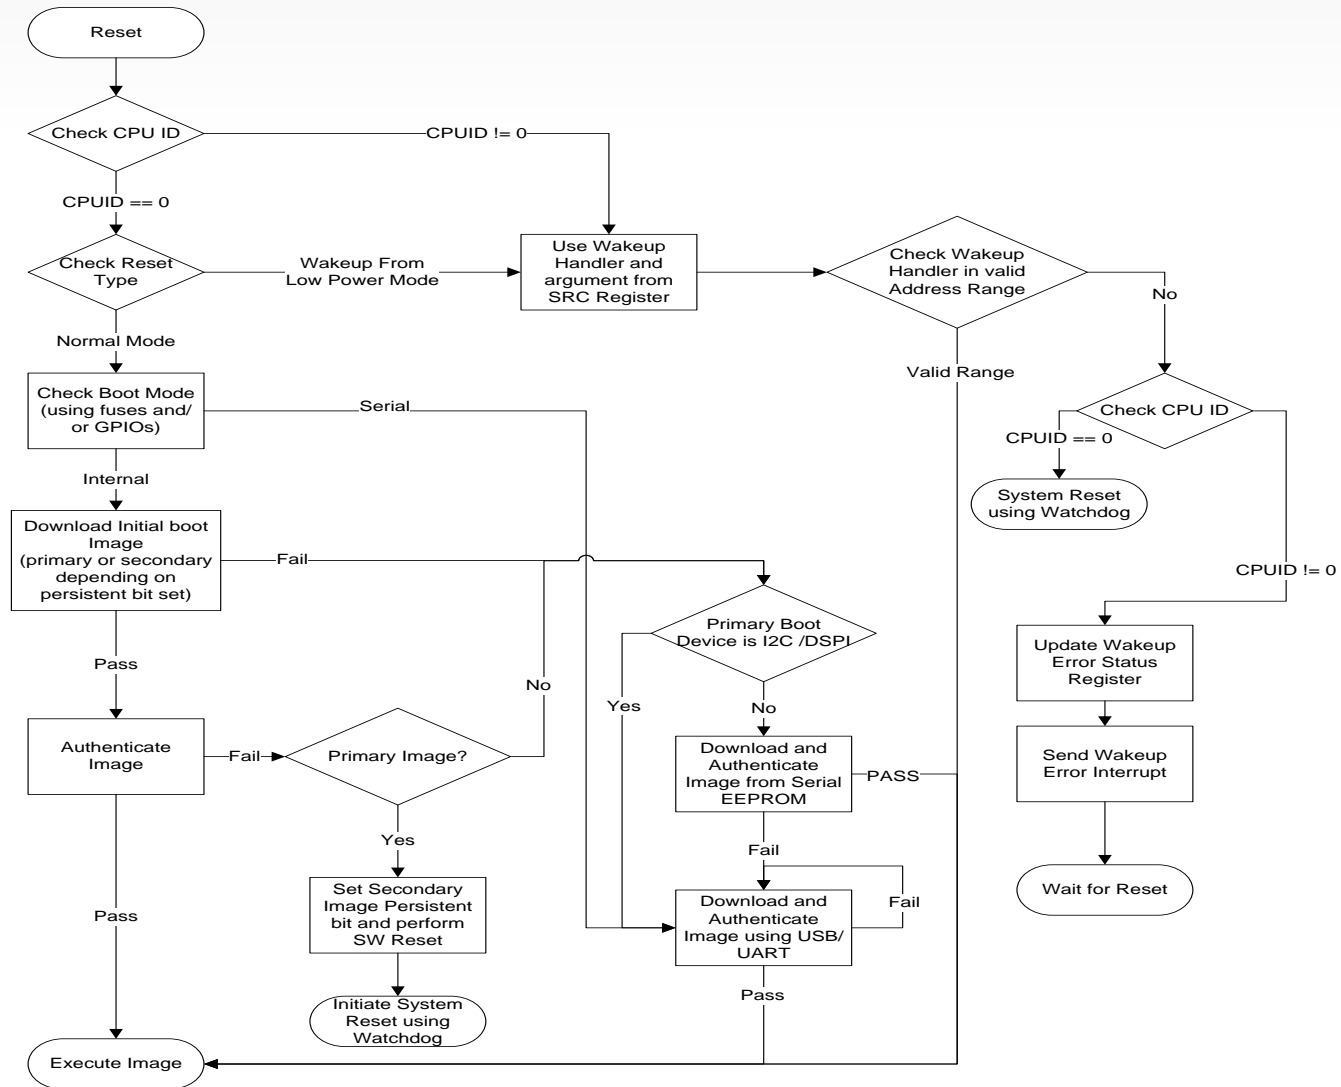 Reset
Check CPU ID
CPUID != 0
CPUID == 0
Check Reset
Type
Wakeup From
Low Power Mode
Use Wakeup
Handler and
argument from
SRC Register
Check Wakeup
Handler in valid
Address Range
No
Normal Mode
Valid Range
Check Boot Mode
(using fuses and/
or GPIOs)
Serial
Check CPU ID
CPUID == 0
Internal
System Reset
using Watchdog
Download Initial boot
Image
(primary or secondary
depending on
persistent bit set)
Fail
CPUID != 0
Primary Boot
Device is I2C /DSPI
Update Wakeup
Error Status
Register
Pass
No
Yes
No
Authenticate
Image
Fail
Primary Image?
Download and
Authenticate
Image from Serial
EEPROM
PASS
Send Wakeup
Error Interrupt
Yes
Fail
Set Secondary
Image Persistent
bit and perform
SW Reset
Download and
Authenticate
Image using USB/
UART
Fail
Wait for Reset
Pass
Pass
Initiate System
Reset using
Watchdog
Execute Image